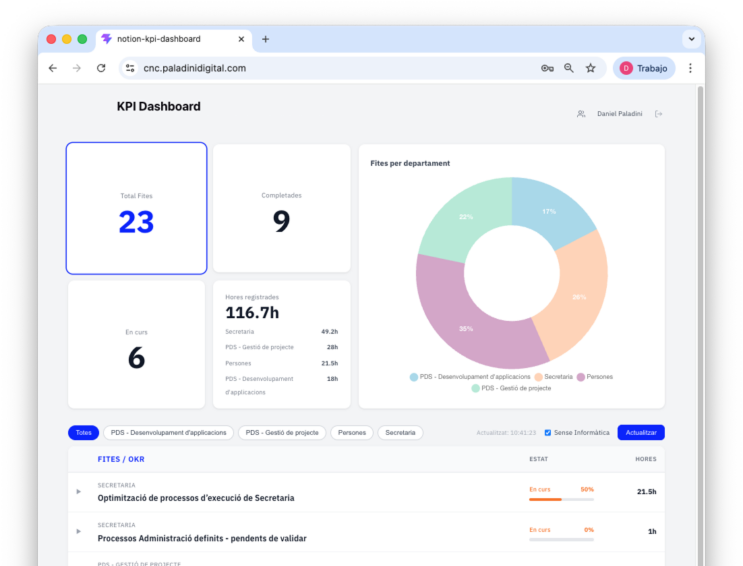 notion-kpi-dashboard
cnc.paladinidigital.com
D Trabajo
KPI Dashboard
Daniel Paladini
Total Fites
23
Completades
9
En curs
6
Hores registrades
116.7h
Secretaria 49.2h
PDS - Gestió de projecte 28h
Persones 21.5h
PDS - Desenvolupament 18h
d'applicacions
Fites per departament
17%
26%
35%
22%
PDS - Desenvolupament d'applicacions Secretaria Persones
PDS - Gestió de projecte
Totes PDS - Desenvolupament d'applicacions PDS - Gestió de projecte Persones Secretaria Actualitzat: 10:41:23 Sense Informàtica Actualitzar
FITES / OKR ESTAT HORES
SECRETARIA
Optimització de processos d'execució de Secretaria
En curs 50% 21.5h
SECRETARIA
Processos Administració definits - pendents de validar
En curs 0% 1h
PDS - GESTIÓ DE PROJECTE